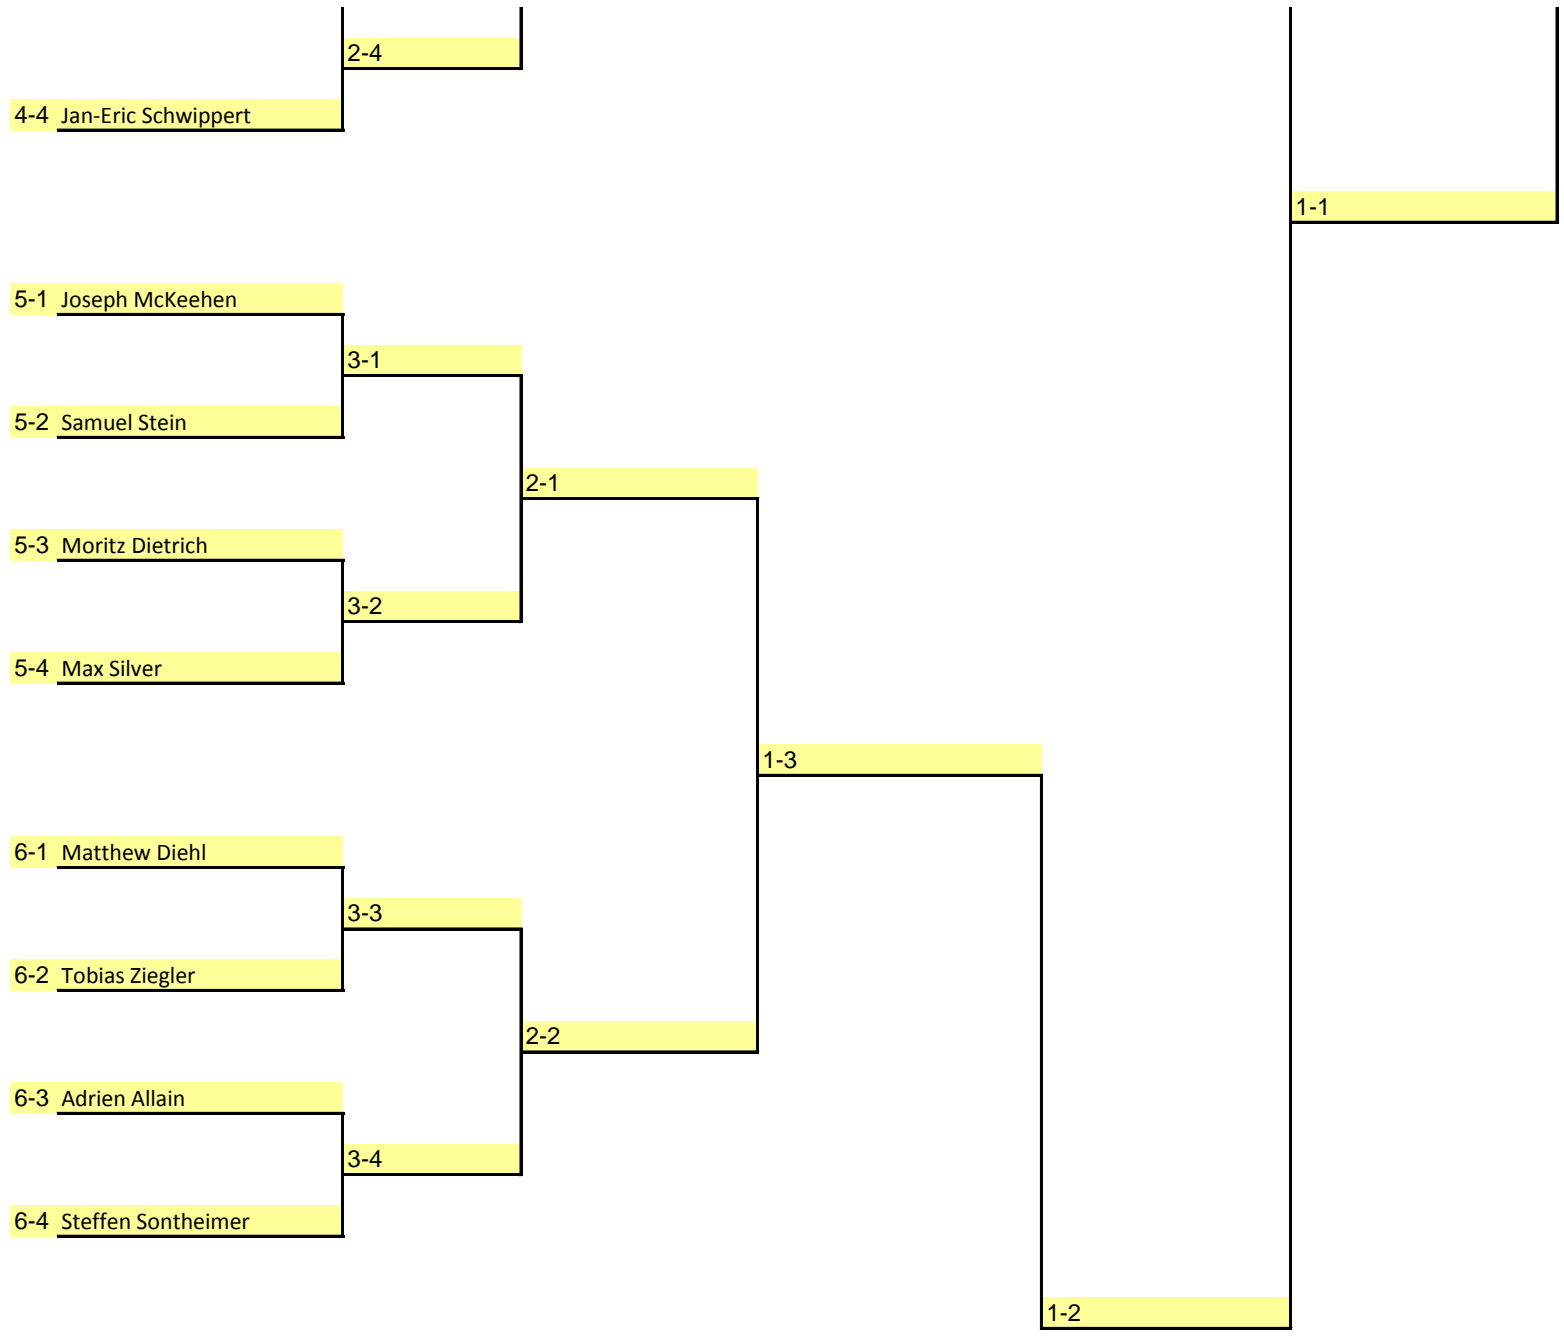 2-4
4-4 Jan-Eric Schwippert
1-1
5-1 Joseph McKeehen
3-1
5-2 Samuel Stein
2-1
5-3 Moritz Dietrich
3-2
5-4 Max Silver
1-3
6-1 Matthew Diehl
3-3
6-2 Tobias Ziegler
2-2
6-3 Adrien Allain
3-4
6-4 Steffen Sontheimer
1-2